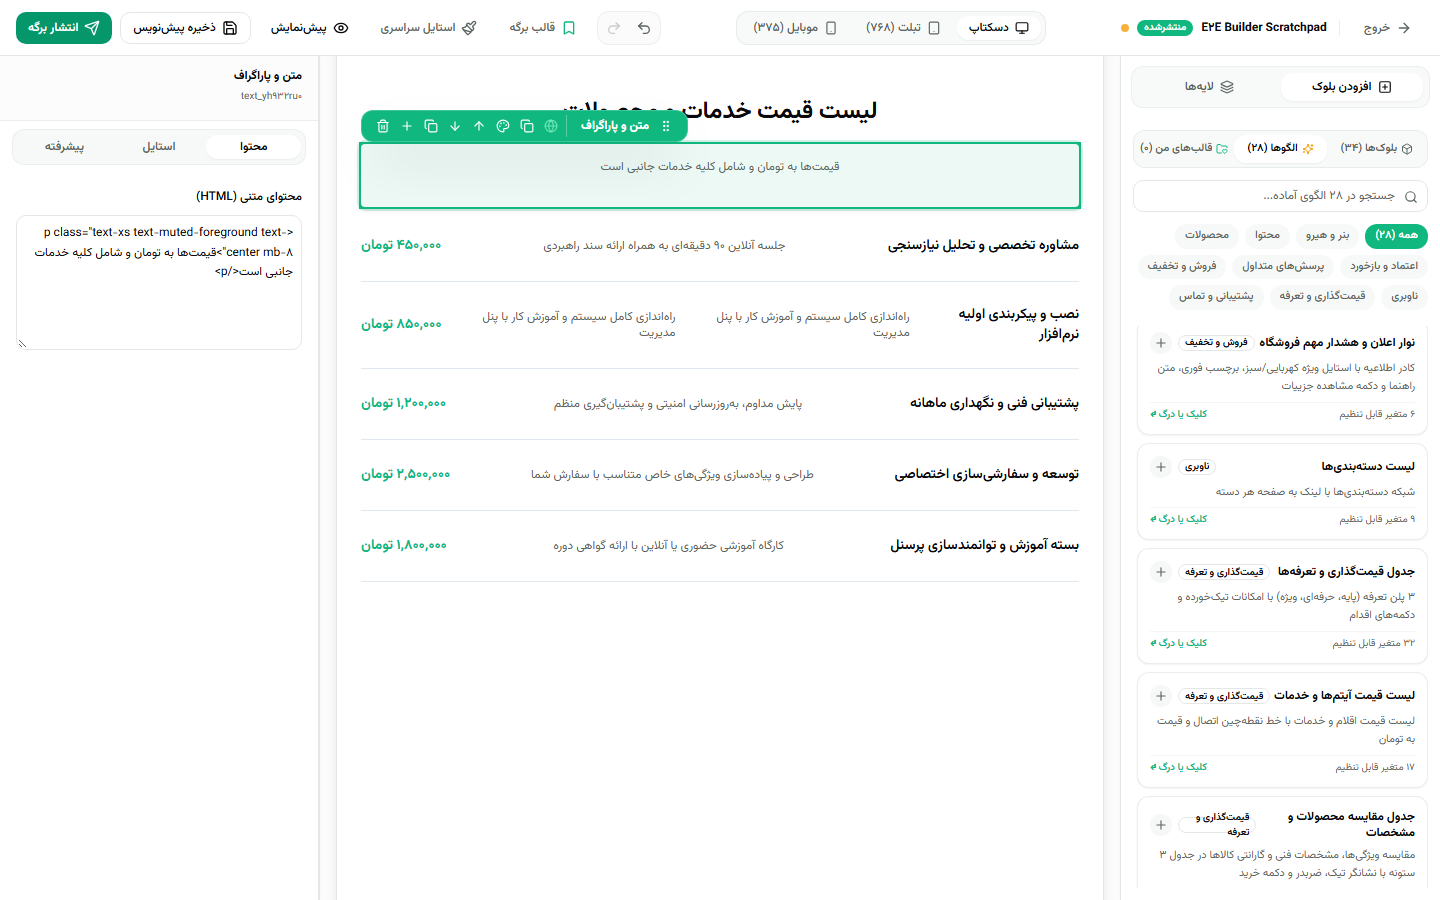 خروج
E۲E Builder Scratchpad
منتشرشده
دسکتاپ
تبلت (۷۶۸)
موبایل (۳۷۵)
قالب برگه
استایل سراسری
پیش‌نمایش
ذخیره پیش‌نویس
انتشار برگه
افزودن بلوک
لایه‌ها
بلوک‌ها (۳۴)
الگوها (۲۸)
قالب‌های من (۰)
جستجو در ۲۸ الگوی آماده...
همه (۲۸)
بنر و هیرو
محتوا
محصولات
اعتماد و بازخورد
پرسش‌های متداول
فروش و تخفیف
ناوبری
قیمت‌گذاری و تعرفه
پشتیبانی و تماس
نوار اعلان و هشدار مهم فروشگاه
فروش و تخفیف
کادر اطلاعیه با استایل ویژه کهربایی/سبز، برچسب فوری، متن
راهنما و دکمه مشاهده جزییات
۶ متغیر قابل تنظیم
کلیک یا درگ
لیست دسته‌بندی‌ها
ناوبری
شبکه دسته‌بندی‌ها با لینک به صفحه هر دسته
۹ متغیر قابل تنظیم
کلیک یا درگ
جدول قیمت‌گذاری و تعرفه‌ها
قیمت‌گذاری و تعرفه
۳ پلن تعرفه (پایه، حرفه‌ای، ویژه) با امکانات تیک‌خورده و
دکمه‌های اقدام
۳۲ متغیر قابل تنظیم
کلیک یا درگ
لیست قیمت آیتم‌ها و خدمات
قیمت‌گذاری و تعرفه
لیست قیمت اقلام و خدمات با خط نقطه‌چین اتصال و قیمت
به تومان
۱۷ متغیر قابل تنظیم
کلیک یا درگ
جدول مقایسه محصولات و
مشخصات
قیمت‌گذاری و
تعرفه
مقایسه ویژگی‌ها، مشخصات فنی و گارانتی کالاها در جدول ۳
ستونه با نشانگر تیک، ضربدر و دکمه خرید
لیست قیمت خدمات و محصولات
متن و پاراگراف
قیمت‌ها به تومان و شامل کلیه خدمات جانبی است
مشاوره تخصصی و تحلیل نیازسنجی
جلسه آنلاین ۹۰ دقیقه‌ای به همراه ارائه سند راهبردی
۴۵۰,۰۰۰ تومان
نصب و پیکربندی اولیه
نرم‌افزار
راه‌اندازی کامل سیستم و آموزش کار با پنل
مدیریت
راه‌اندازی کامل سیستم و آموزش کار با پنل
مدیریت
۸۵۰,۰۰۰ تومان
پشتیبانی فنی و نگهداری ماهانه
پایش مداوم، به‌روزرسانی امنیتی و پشتیبان‌گیری منظم
۱,۲۰۰,۰۰۰ تومان
توسعه و سفارشی‌سازی اختصاصی
طراحی و پیاده‌سازی ویژگی‌های خاص متناسب با سفارش شما
۲,۵۰۰,۰۰۰ تومان
بسته آموزش و توانمندسازی پرسنل
کارگاه آموزشی حضوری یا آنلاین با ارائه گواهی دوره
۱,۸۰۰,۰۰۰ تومان
متن و پاراگراف
text_yh۹۳۲ru۰
محتوا
استایل
پیشرفته
محتوای متنی (HTML)
<p class="text-xs text-muted-foreground text-
center mb-۸">قیمت‌ها به تومان و شامل کلیه خدمات
جانبی است</p>